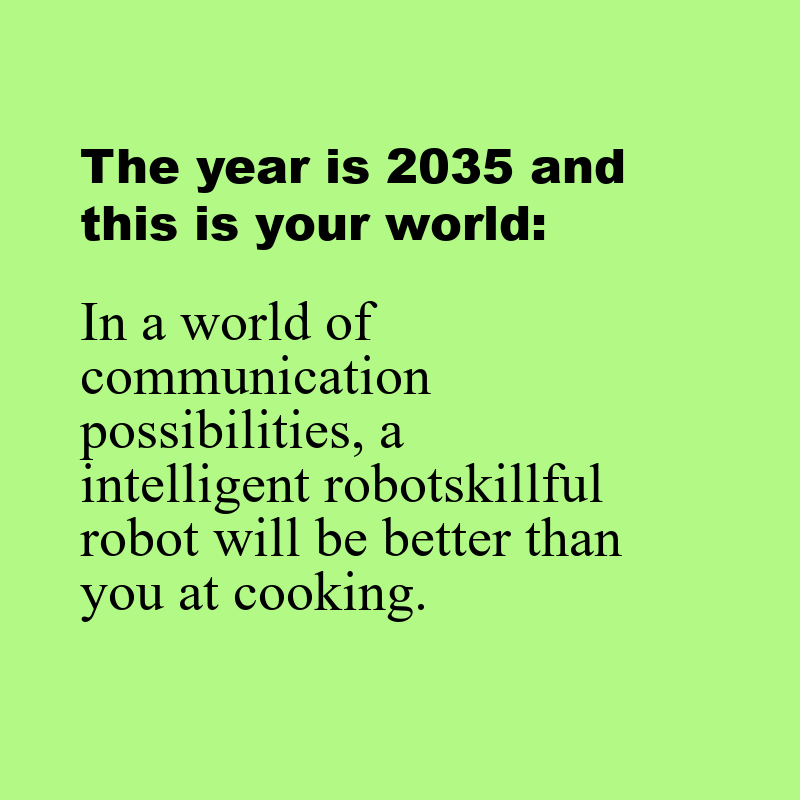 The year is 2035 and
this is your world:
In a world of
communication
possibilities, a
intelligent robotskillful
robot will be better than
you at cooking.